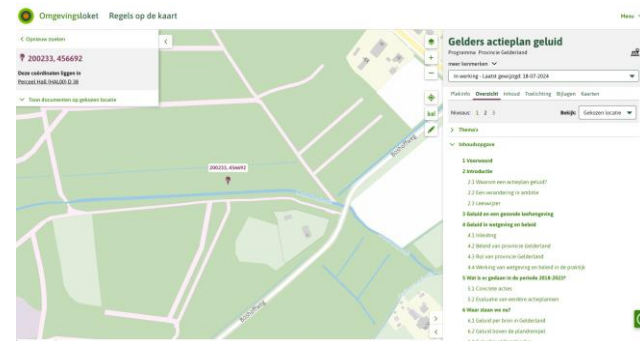 Omgevingsloket Regels op de kaart
Menu
< Opnieuw zoeken
200233, 456692
Deze coördinaten liggen in
Perceel Hall (HAL00) D 38
Toon documenten op gekozen locatie
200233, 456692
Boshoffweg
Boshoffweg
Gelders actieplan geluid
Programma Provincie Gelderland
meer kenmerken
In werking - Laatst gewijzigd: 18-07-2024
Planinfo Overzicht Inhoud Toelichting Bijlagen Kaarten
Niveaus: 1 2 3
Bekijk: Gekozen locatie
Thema's
Inhoudsopgave
1 Voorwoord
2 Introductie
2.1 Waarom een actieplan geluid?
2.2 Een verandering in ambitie
2.3 Leeswijzer
3 Geluid en een gezonde leefomgeving
4 Geluid in wetgeving en beleid
4.1 Inleiding
4.2 Beleid van provincie Gelderland
4.3 Rol van provincie Gelderland
4.4 Werking van wetgeving en beleid in de praktijk
5 Wat is er gedaan in de periode 2018-2023?
5.1 Concrete acties
5.2 Evaluatie van eerdere actieplannen
6 Waar staan we nu?
6.1 Geluid per bron in Gelderland
6.2 Geluid boven de plandrempel